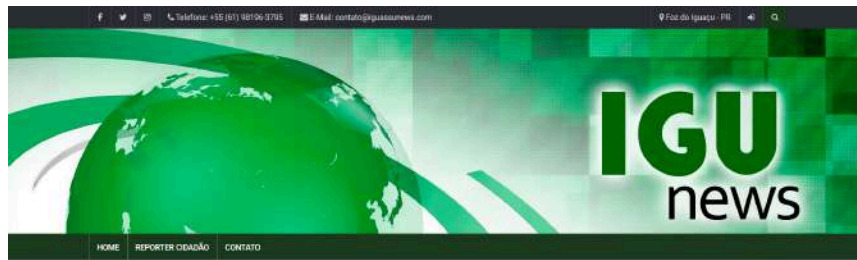 Telefone: +55 (61) 98196-3795 E-Mail: contato@iguassunews.com Foz do Iguaçu - PR
IGU
news
HOME REPORTER CIDADÃO CONTATO